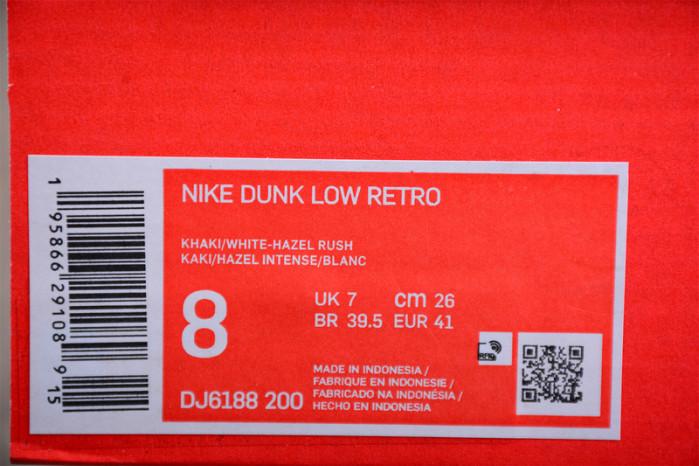 NIKE DUNK LOW RETRO
KHAKI/WHITE-HAZEL RUSH
KAKI/HAZEL INTENSE/BLANC
8
UK 7 cm 26
BR 39.5 EUR 41
DJ6188 200
MADE IN INDONESIA /
FABRIQUE EN INDONESIE /
FABRICADO NA INDONÉSIA /
HECHO EN INDONESIA
1 95866 29108 9 15